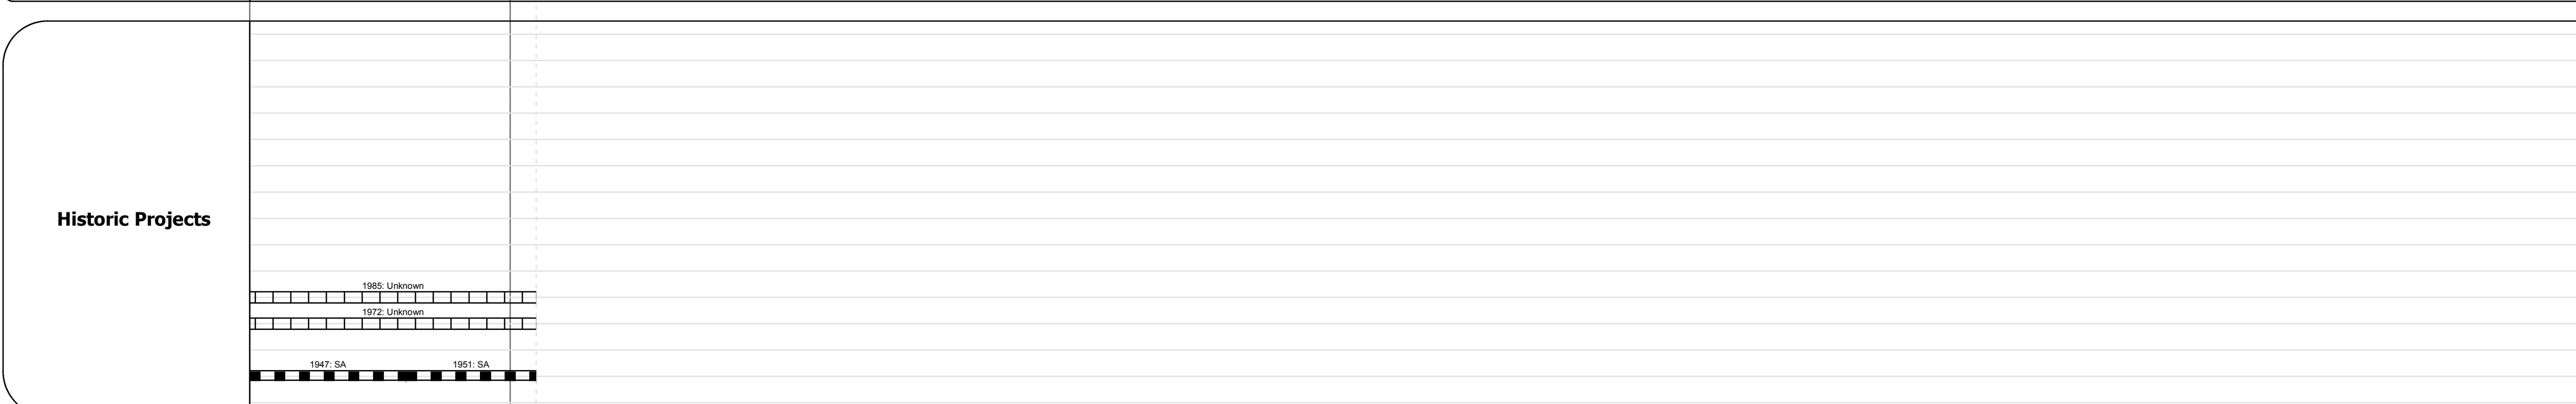 Historic Projects
1985: Unknown
1972: Unknown
1947: SA 1951: SA